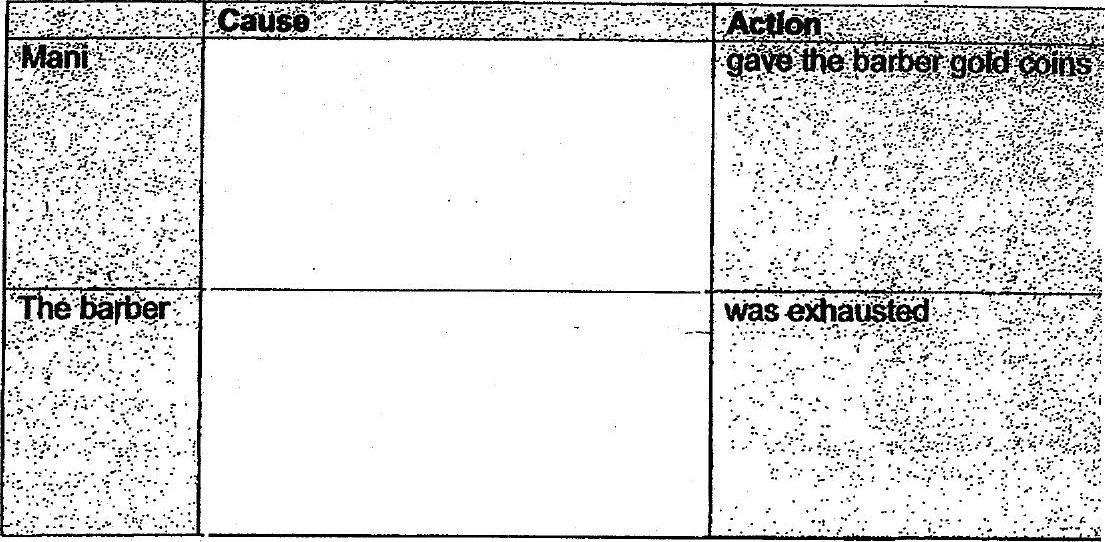 Cause Action
Mani gave the barber gold coins
The barber was exhausted